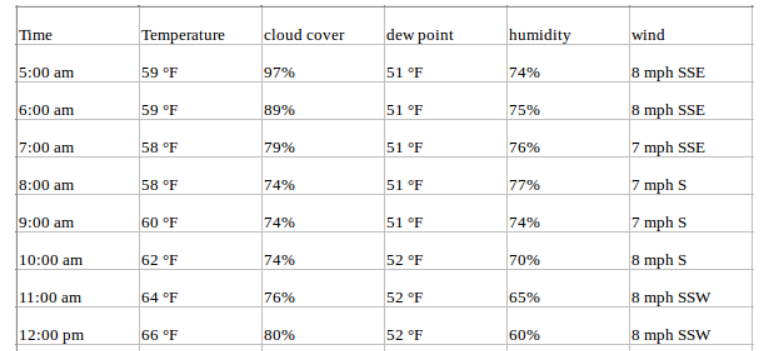 Time Temperature cloud cover dew point humidity wind
5:00 am 59 °F 97% 51 °F 74% 8 mph SSE
6:00 am 59 °F 89% 51 °F 75% 8 mph SSE
7:00 am 58 °F 79% 51 °F 76% 7 mph SSE
8:00 am 58 °F 74% 51 °F 77% 7 mph S
9:00 am 60 °F 74% 51 °F 74% 7 mph S
10:00 am 62 °F 74% 52 °F 70% 8 mph S
11:00 am 64 °F 76% 52 °F 65% 8 mph SSW
12:00 pm 66 °F 80% 52 °F 60% 8 mph SSW